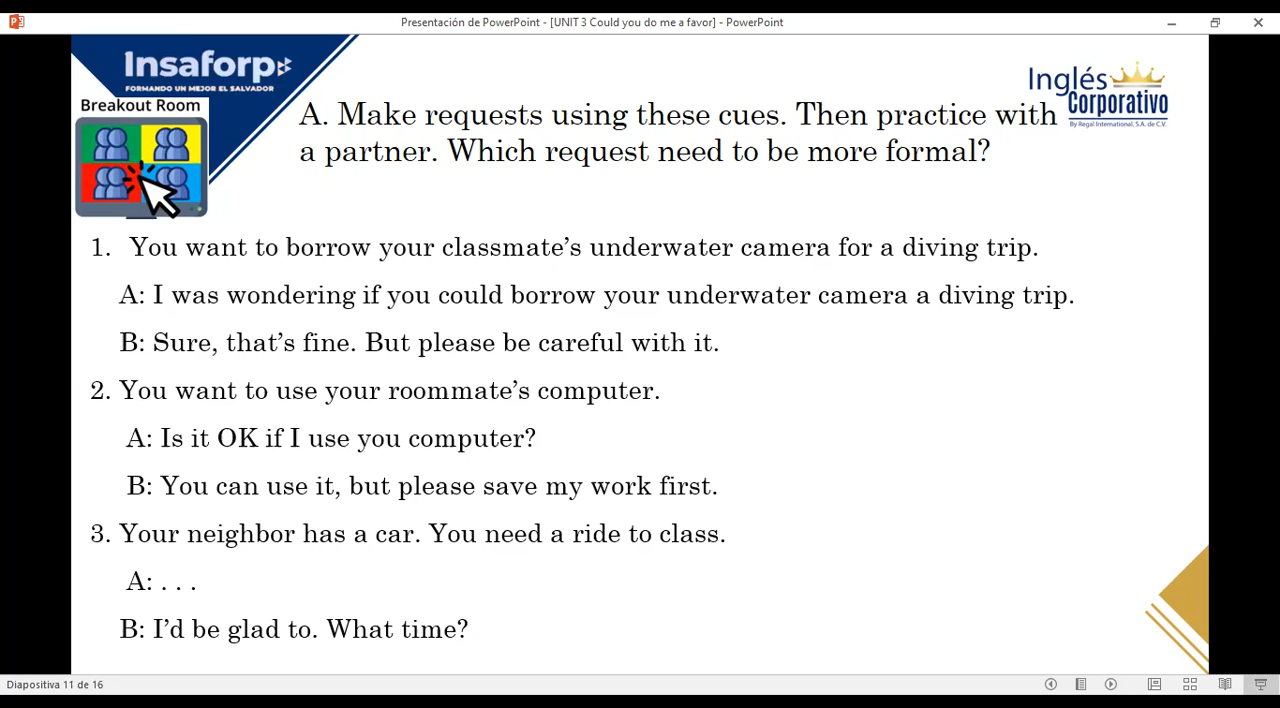 Presentación de PowerPoint - [UNIT 3 Could you do me a favor] - PowerPoint
Insaforp
FORMANDO UN MEJOR EL SALVADOR
Breakout Room
Inglés
Corporativo
By Regal International, S.A. de C.V.
A. Make requests using these cues. Then practice with
a partner. Which request need to be more formal?
1. You want to borrow your classmate’s underwater camera for a diving trip.
A: I was wondering if you could borrow your underwater camera a diving trip.
B: Sure, that’s fine. But please be careful with it.
2. You want to use your roommate’s computer.
A: Is it OK if I use you computer?
B: You can use it, but please save my work first.
3. Your neighbor has a car. You need a ride to class.
A: . . .
B: I’d be glad to. What time?
Diapositiva 11 de 16